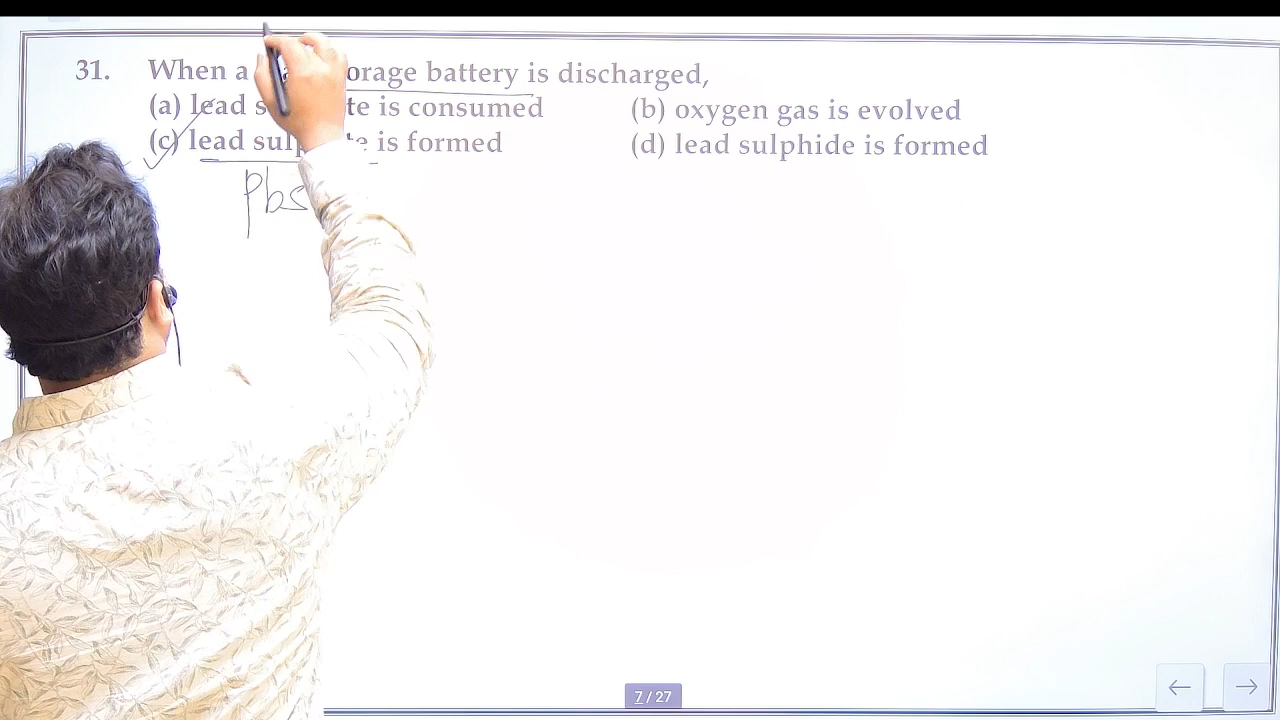 31. When a orage battery is discharged,
(a) lead s te is consumed (b) oxygen gas is evolved
(c) lead sulp te is formed (d) lead sulphide is formed
Pbs
7/27